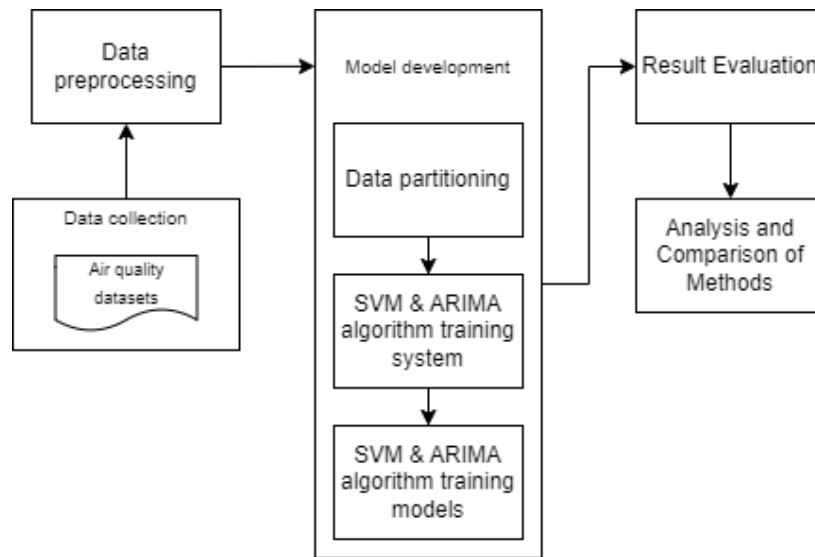 Data
preprocessing
Data collection
Air quality
datasets
Model development
Data partitioning
SVM & ARIMA
algorithm training
system
SVM & ARIMA
algorithm training
models
Result Evaluation
Analysis and
Comparison of
Methods